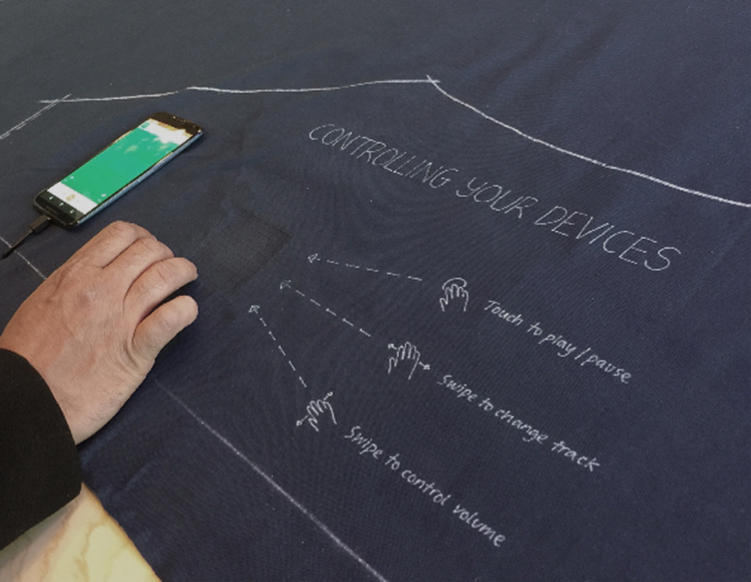 CONTROLLING YOUR DEVICES
Touch to play/pause
Swipe to change track
Swipe to control volume